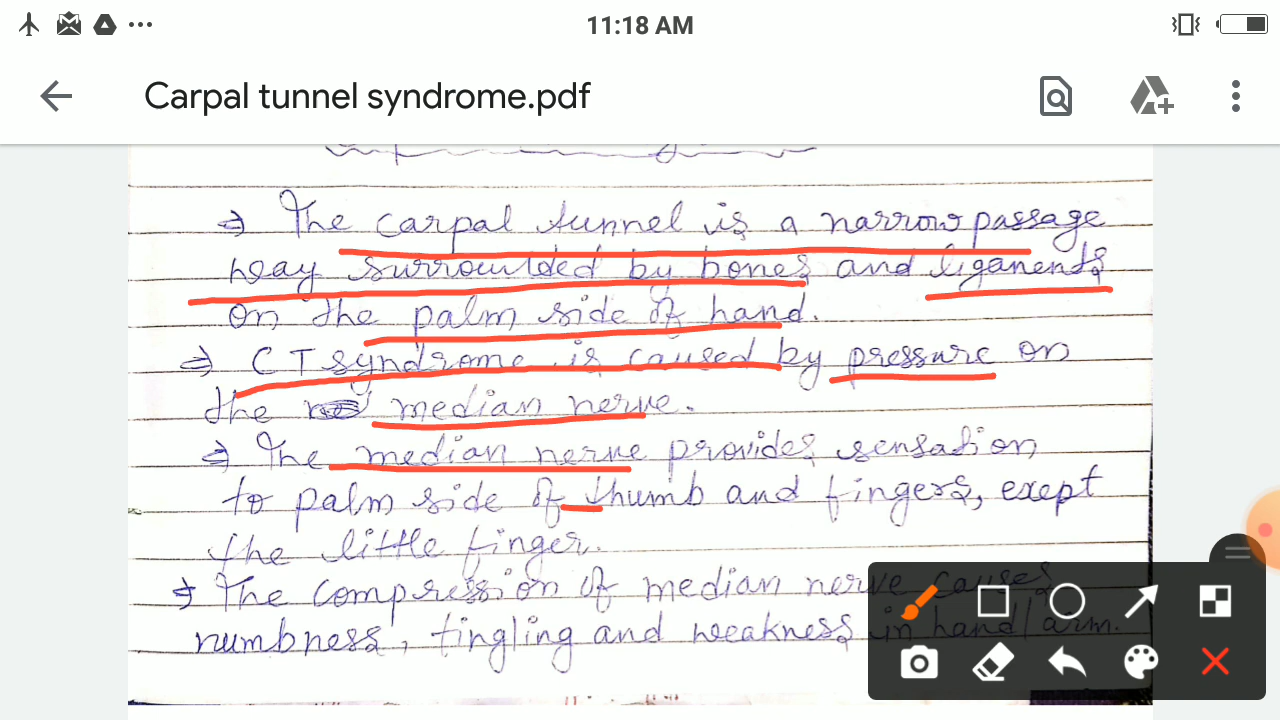 11:18 AM
Carpal tunnel syndrome.pdf
⇒ The carpal tunnel is a narrow passage
way surrounded by bones and liganents
on the palm side of hand.
⇒ CT syndrome is caused by pressure on
the median nerve.
⇒ The median nerve provides sensation
to palm side of thumb and fingers, exept
the little finger.
⇒ The compression of median nerve causes
numbness, tingling and weakness in hand/arm.